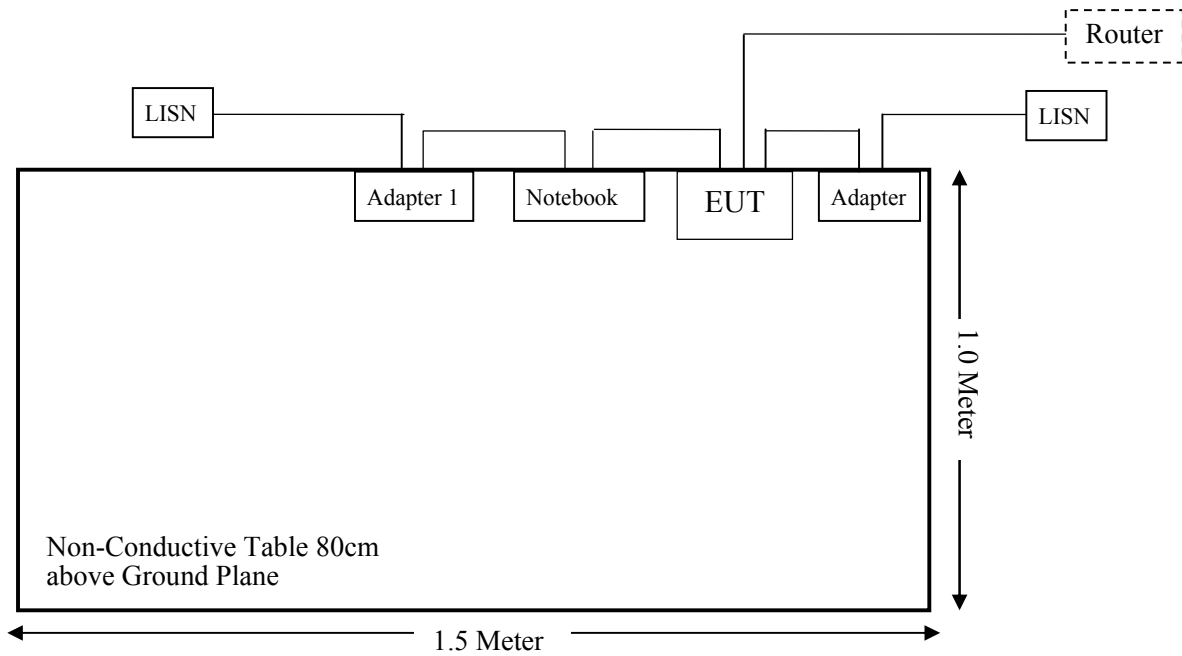 Router
LISN
LISN
Adapter 1
Notebook
EUT
Adapter
1.0 Meter
Non-Conductive Table 80cm
above Ground Plane
1.5 Meter